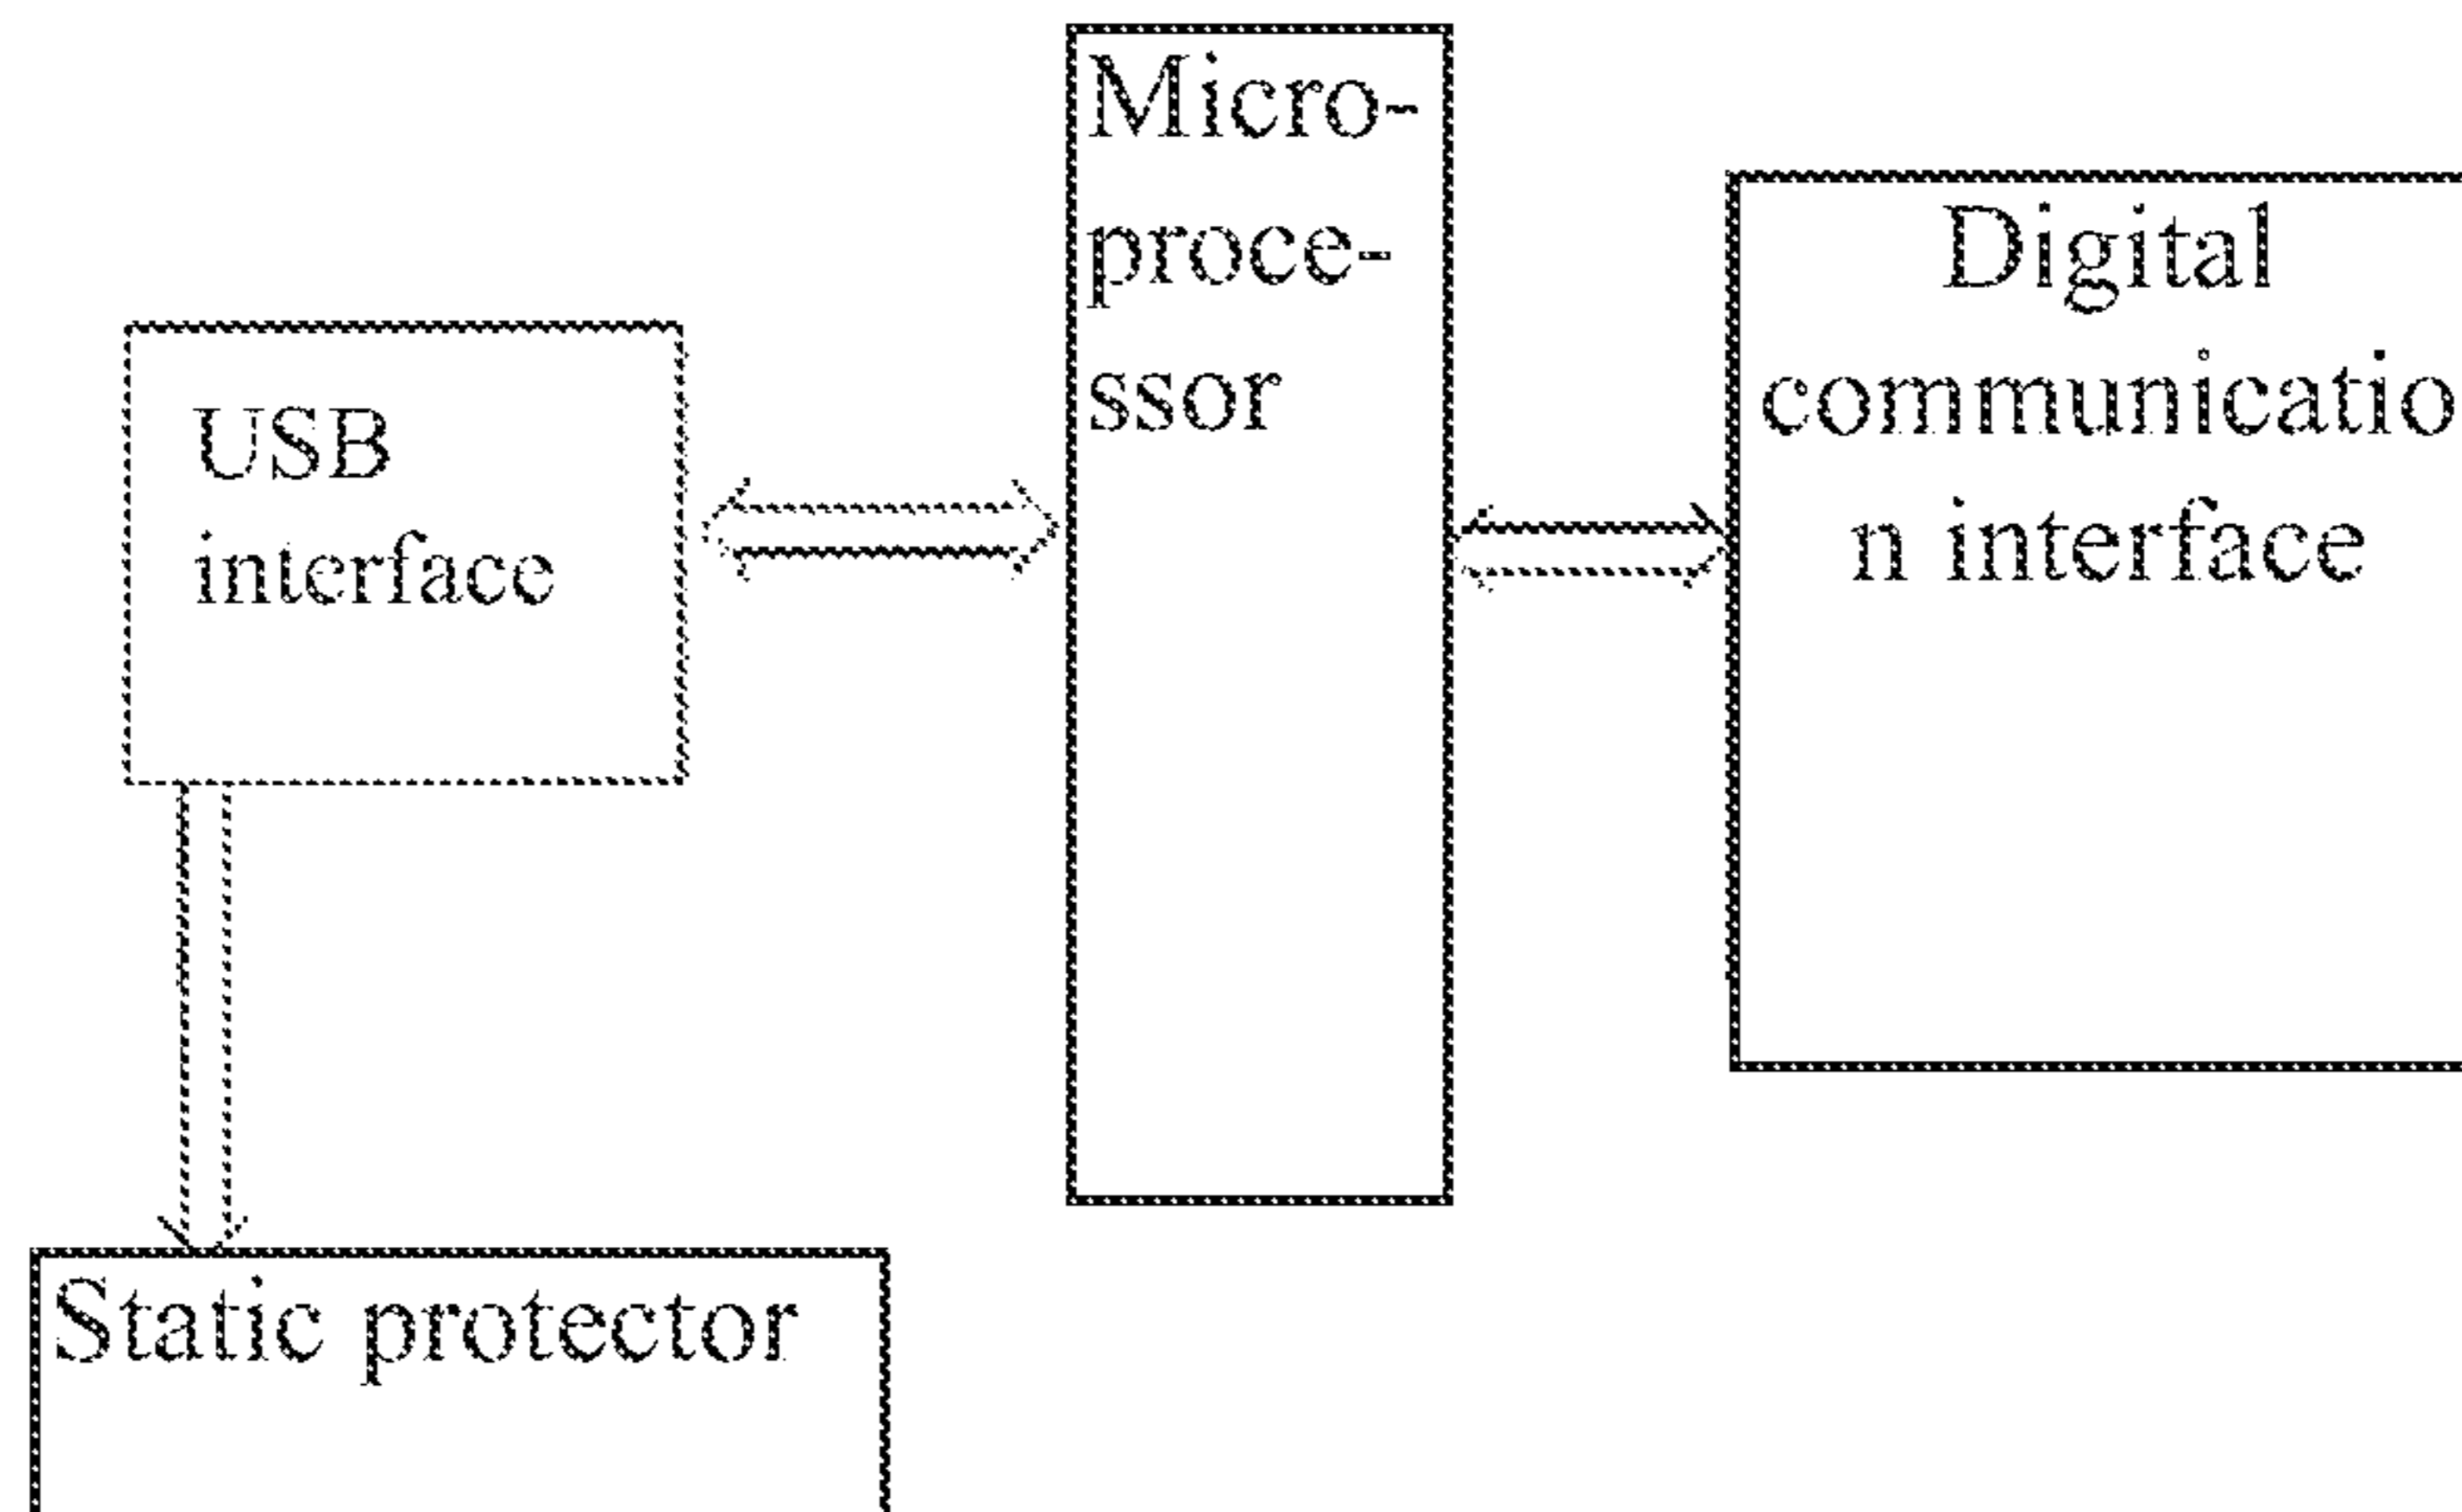 Micro-
proce-
ssor
Digital
communicatio
n interface
USB
interface
Static protector